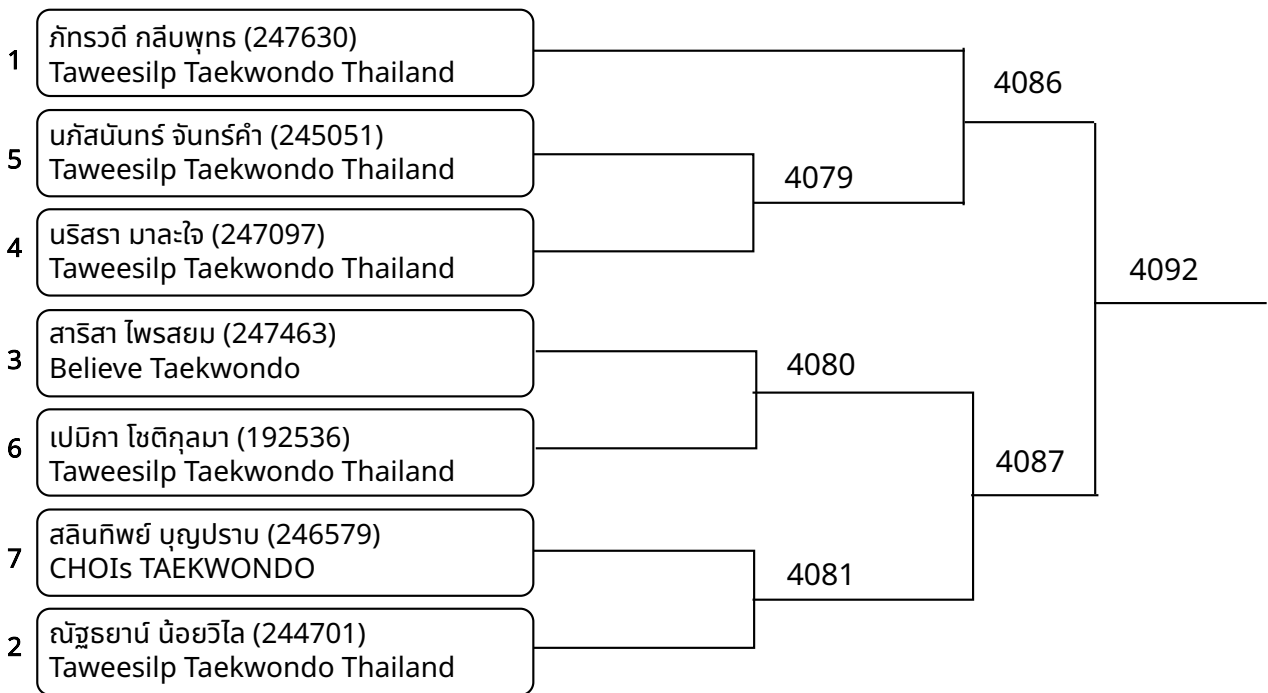 1
ภัทรวดี กลีบพุทธ (247630)
Taweesilp Taekwondo Thailand
5
นภัสนันทร์ จันทร์คำ (245051)
Taweesilp Taekwondo Thailand
4
นริสรา มาละใจ (247097)
Taweesilp Taekwondo Thailand
3
สาริสา ไพรสยม (247463)
Believe Taekwondo
6
เปมิกา โชติกุลมา (192536)
Taweesilp Taekwondo Thailand
7
สลินทิพย์ บุญปราบ (246579)
CHOIs TAEKWONDO
2
ณัฐธยาน์ น้อยวิไล (244701)
Taweesilp Taekwondo Thailand
4086
4079
4092
4080
4087
4081